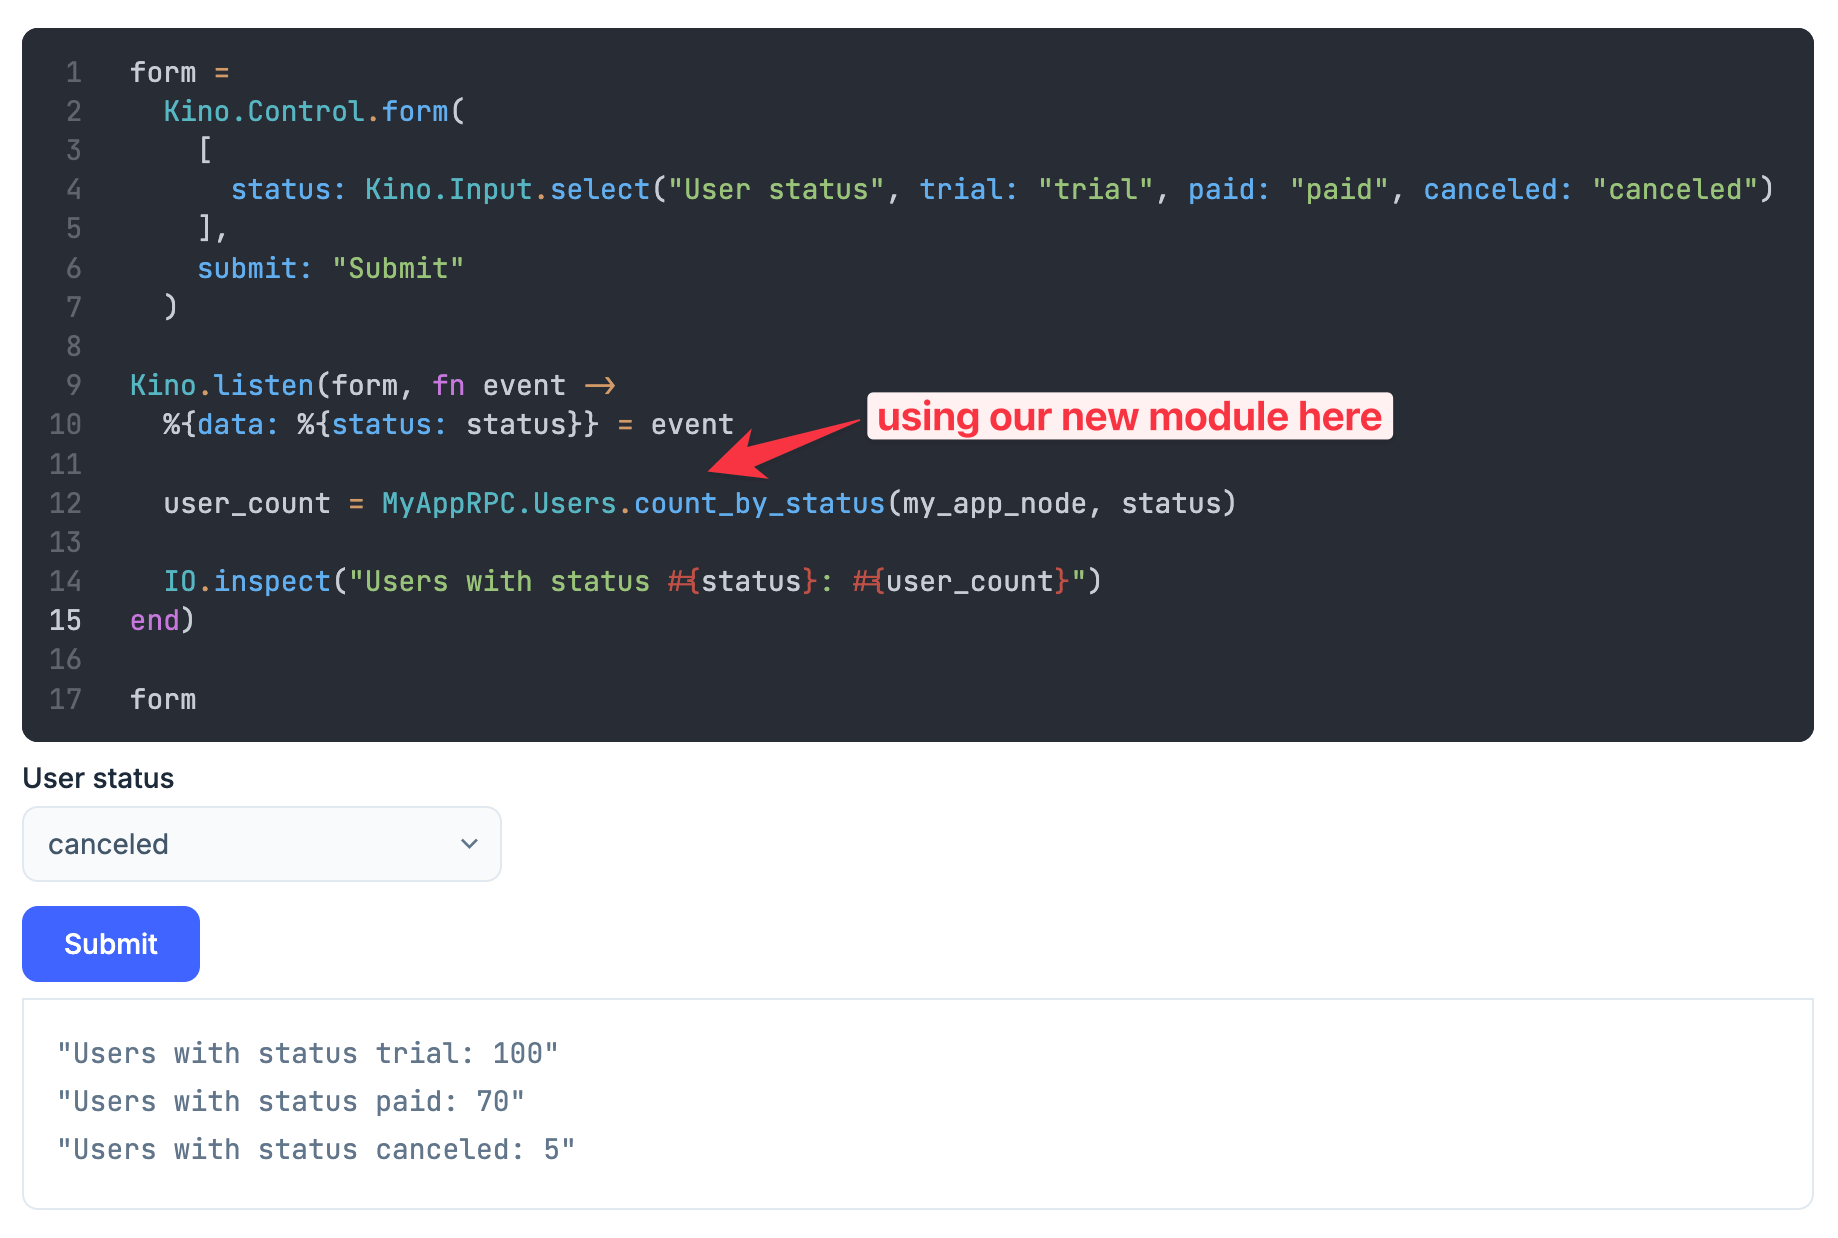 1 form =
2   Kino.Control.form(
3     [
4       status: Kino.Input.select("User status", trial: "trial", paid: "paid", canceled: "canceled")
5     ],
6     submit: "Submit"
7   )
8
9 Kino.listen(form, fn event ->
10   %{data: %{status: status}} = event
using our new module here
11
12   user_count = MyAppRPC.Users.count_by_status(my_app_node, status)
13
14   IO.inspect("Users with status #{status}: #{user_count}")
15 end)
16
17 form
User status
canceled
Submit
"Users with status trial: 100"
"Users with status paid: 70"
"Users with status canceled: 5"